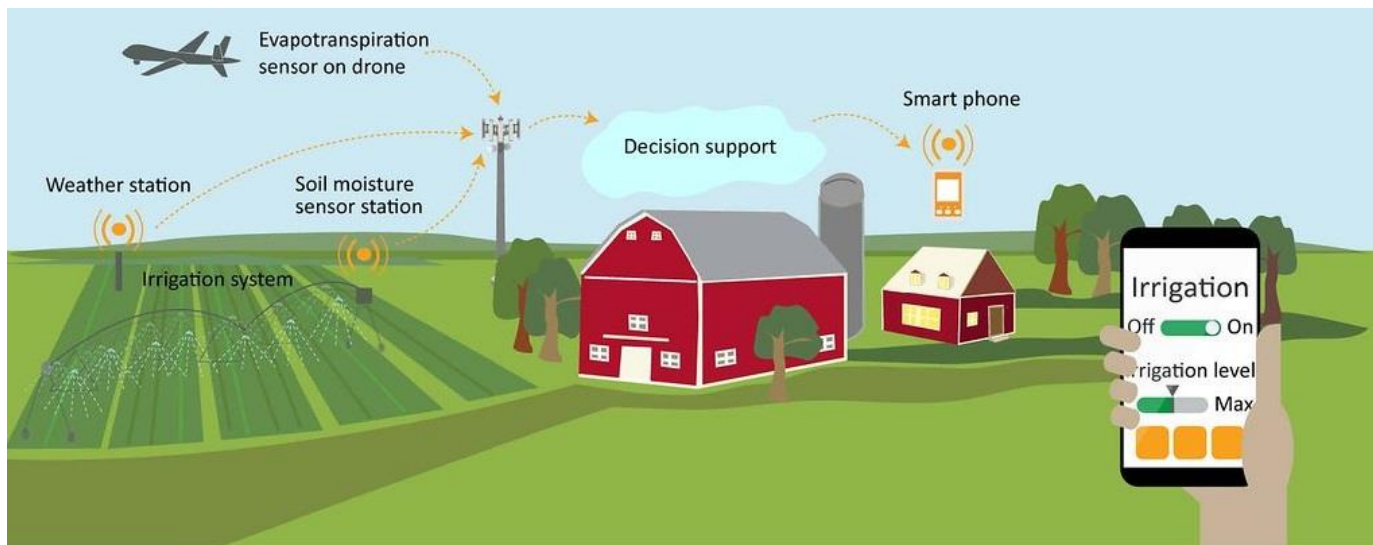 Evapotranspiration
sensor on drone
Smart phone
Decision support
Weather station
Soil moisture
sensor station
Irrigation system
Irrigation
Off On
rrigation level
Max